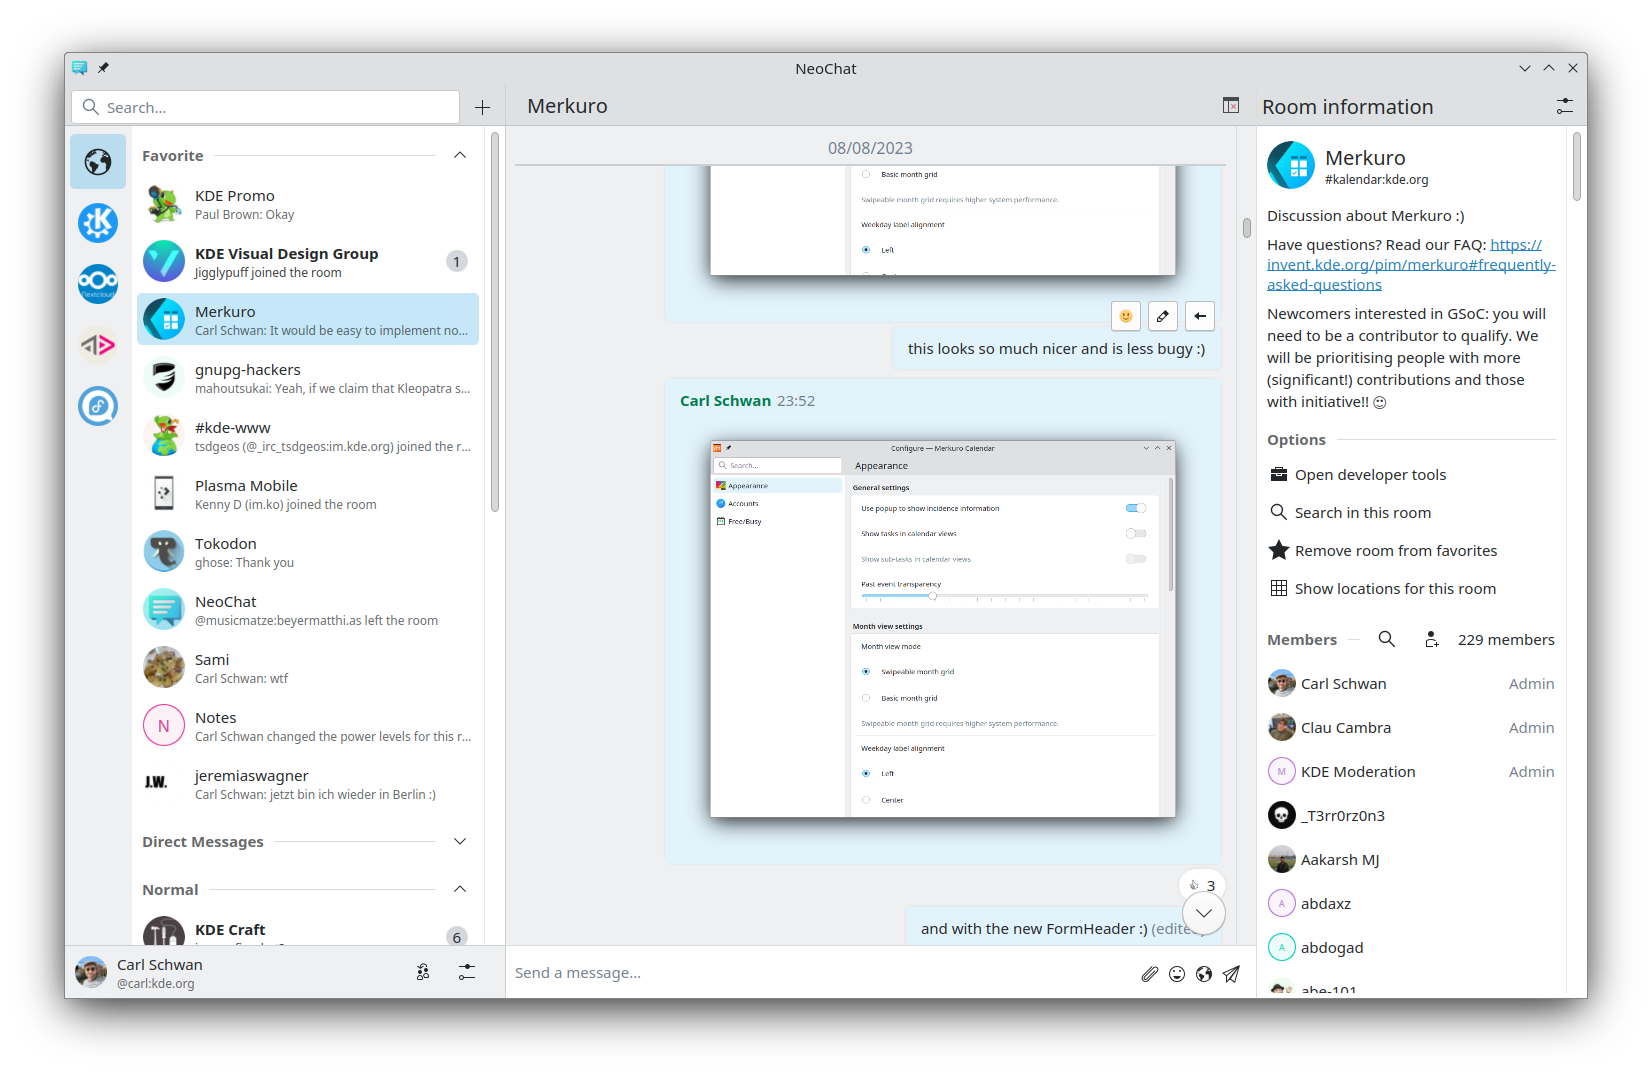 NeoChat
Search...
Merkuro
Room information
Favorite
KDE Promo
Paul Brown: Okay
KDE Visual Design Group
Jigglypuff joined the room
1
Merkuro
Carl Schwan: It would be easy to implement no...
gnupg-hackers
mahoutsukai: Yeah, if we claim that Kleopatra s...
#kde-www
tsdgeos (@_irc_tsdgeos:im.kde.org) joined the r...
Plasma Mobile
Kenny D (im.ko) joined the room
Tokodon
ghose: Thank you
NeoChat
@musicmatze:beyermatthi.as left the room
Sami
Carl Schwan: wtf
N
Notes
Carl Schwan changed the power levels for this r...
J.W.
jeremiaswagner
Carl Schwan: jetzt bin ich wieder in Berlin :)
Direct Messages
Normal
KDE Craft
6
Carl Schwan
@carl:kde.org
nextcloud
08/08/2023
Basic month grid
Swipeable month grid requires higher system performance.
Weekday label alignment
Left
this looks so much nicer and is less bugy :)
Carl Schwan 23:52
Configure — Merkuro Calendar
Search...
Appearance
Appearance
Accounts
Free/Busy
General settings
Use popup to show incidence information
Show tasks in calendar views
Show sub-tasks in calendar views
Past event transparency
Month view settings
Month view mode
Swipeable month grid
Basic month grid
Swipeable month grid requires higher system performance.
Weekday label alignment
Left
Center
👍 3
and with the new FormHeader :) (edited)
Send a message...
Merkuro
#kalendar:kde.org
Discussion about Merkuro :)
Have questions? Read our FAQ: https://
invent.kde.org/pim/merkuro#frequently-
asked-questions
Newcomers interested in GSoC: you will
need to be a contributor to qualify. We
will be prioritising people with more
(significant!) contributions and those
with initiative!! 🙂
Options
Open developer tools
Search in this room
Remove room from favorites
Show locations for this room
Members
229 members
Carl Schwan
Admin
Clau Cambra
Admin
M
KDE Moderation
Admin
_T3rr0rz0n3
Aakarsh MJ
A
abdaxz
A
abdogad
abe-101